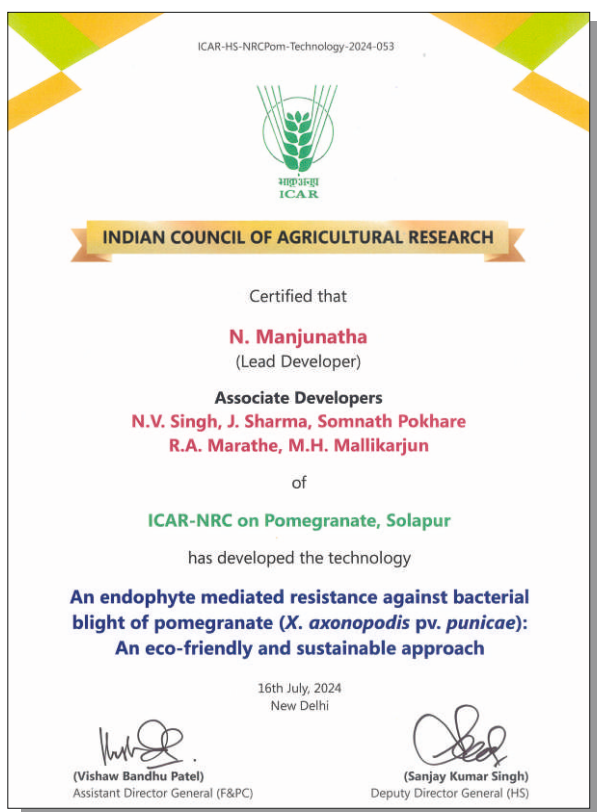 ICAR-HS-NRCPom-Technology-2024-053
भाकृअनुप
ICAR
INDIAN COUNCIL OF AGRICULTURAL RESEARCH
Certified that
N. Manjunatha
(Lead Developer)
Associate Developers
N.V. Singh, J. Sharma, Somnath Pokhare
R.A. Marathe, M.H. Mallikarjun
of
ICAR-NRC on Pomegranate, Solapur
has developed the technology
An endophyte mediated resistance against bacterial
blight of pomegranate (X. axonopodis pv. punicae):
An eco-friendly and sustainable approach
16th July, 2024
New Delhi
(Vishaw Bandhu Patel)
Assistant Director General (F&PC)
(Sanjay Kumar Singh)
Deputy Director General (HS)